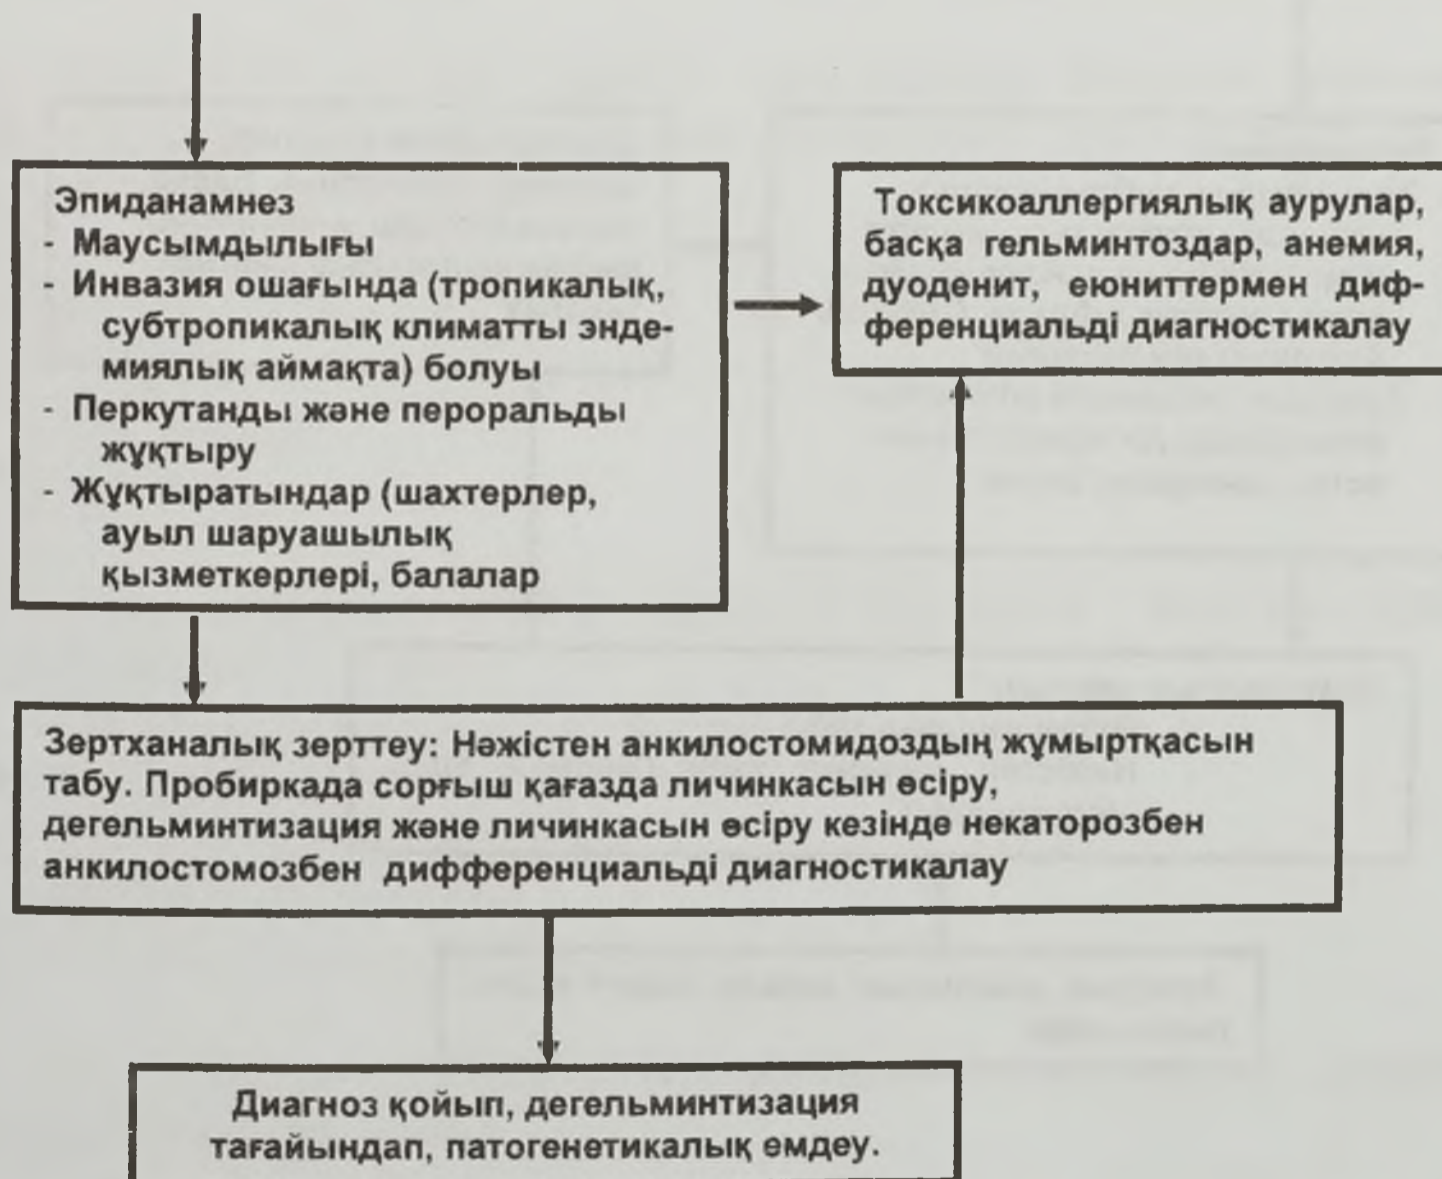 Эпиданамнез
- Маусымдылығы
- Инвазия ошағында (тропикалық,
субтропикалық климатты энде-
миялық аймақта) болуы
- Перкутанды және пероральды
жұқтыру
- Жұқтыратындар (шахтерлер,
ауыл шаруашылық
қызметкерлері, балалар
Токсикоаллергиялық аурулар,
басқа гельминтоздар, анемия,
дуоденит, еюниттермен диф-
ференциальді диагностикалау
Зертханалық зерттеу: Нәжістен анкилостомидоздың жұмыртқасын
табу. Пробиркада сорғыш қағазда личинкасын өсіру,
дегельминтизация және личинкасын өсіру кезінде некаторозбен
анкилостомозбен дифференциальді диагностикалау
Диагноз қойып, дегельминтизация
тағайындап, патогенетикалық емдеу.